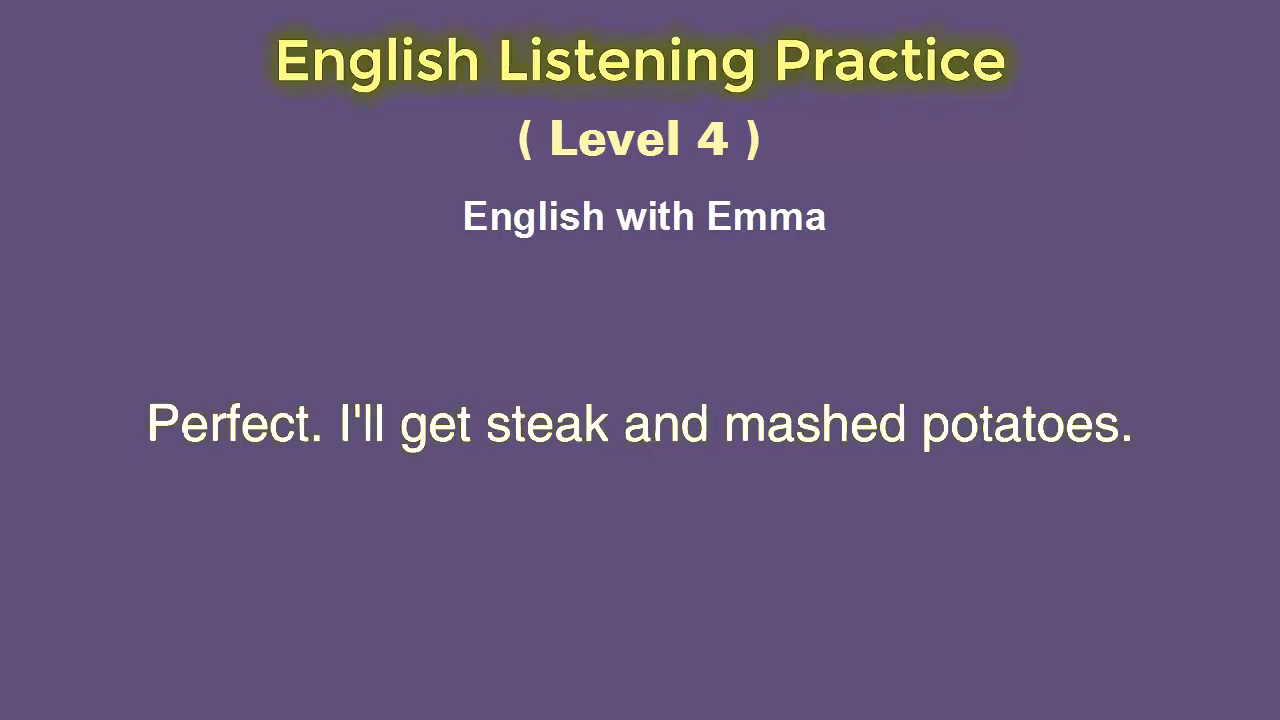 English Listening Practice
( Level 4 )
English with Emma
Perfect. I'll get steak and mashed potatoes.